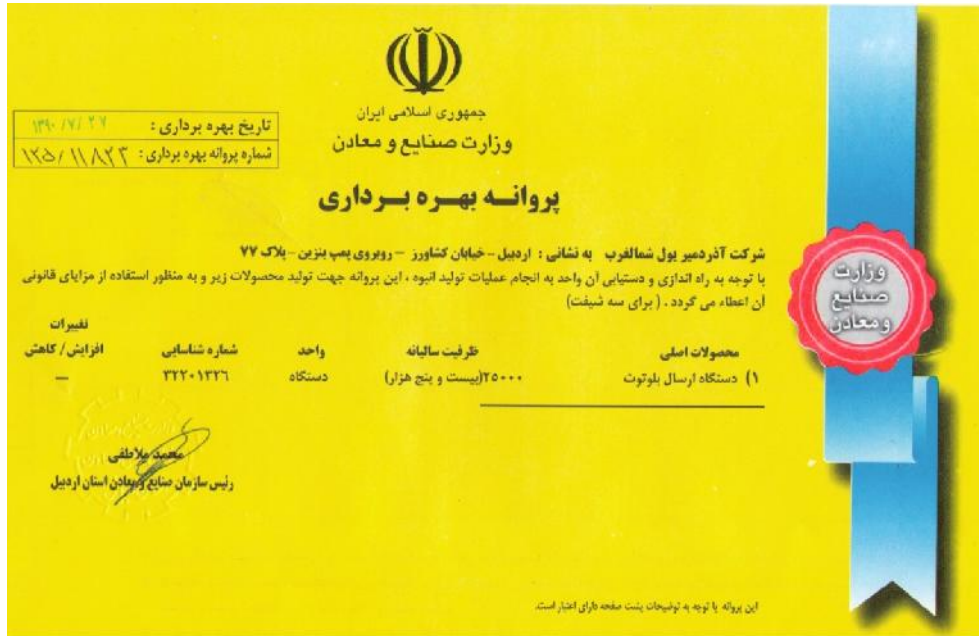 جمهوری اسلامی ایران
وزارت صنایع و معادن
تاریخ بهره برداری : ۱۳۹۰/۷/۲۷
شماره پروانه بهره برداری : ۱۲۵/۱۱۸۲۳
پروانــه بهــره بــرداری
شرکت آذردمیر پول شمالغرب به نشانی : اردبیل - خیابان کشاورز - روبروی پمپ بنزین - پلاک ۷۷
با توجه به راه اندازی و دستیابی آن واحد به انجام عملیات تولید انبوه ، این پروانه جهت تولید محصولات زیر و به منظور استفاده از مزایای قانونی
آن اعطاء می گردد . ( برای سه شیفت)
محصولات اصلی ظرفیت سالیانه واحد شماره شناسایی تغییرات افزایش / کاهش
۱) دستگاه ارسال بلوتوث ۲۵۰۰۰(بیست و پنج هزار) دستگاه ۳۲۲۰۱۳۲۶ —
محمد ملاطفی
رئیس سازمان صنایع و معادن استان اردبیل
وزارت
صنایع
و معادن
این پروانه با توجه به توضیحات پشت صفحه دارای اعتبار است.